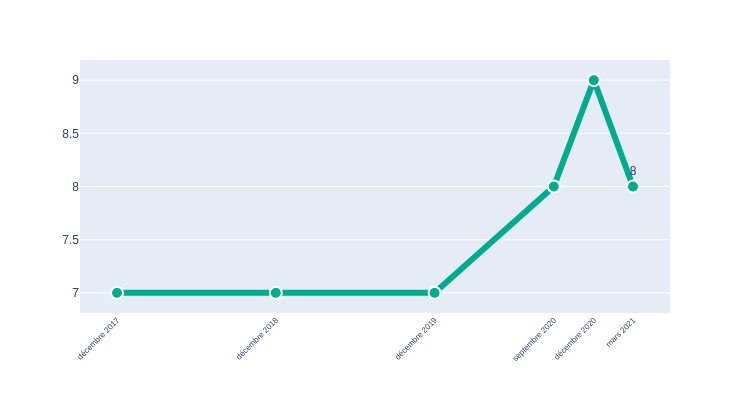 9
8.5
8
8
7.5
7
décembre 2017
décembre 2018
décembre 2019
septembre 2020
décembre 2020
mars 2021